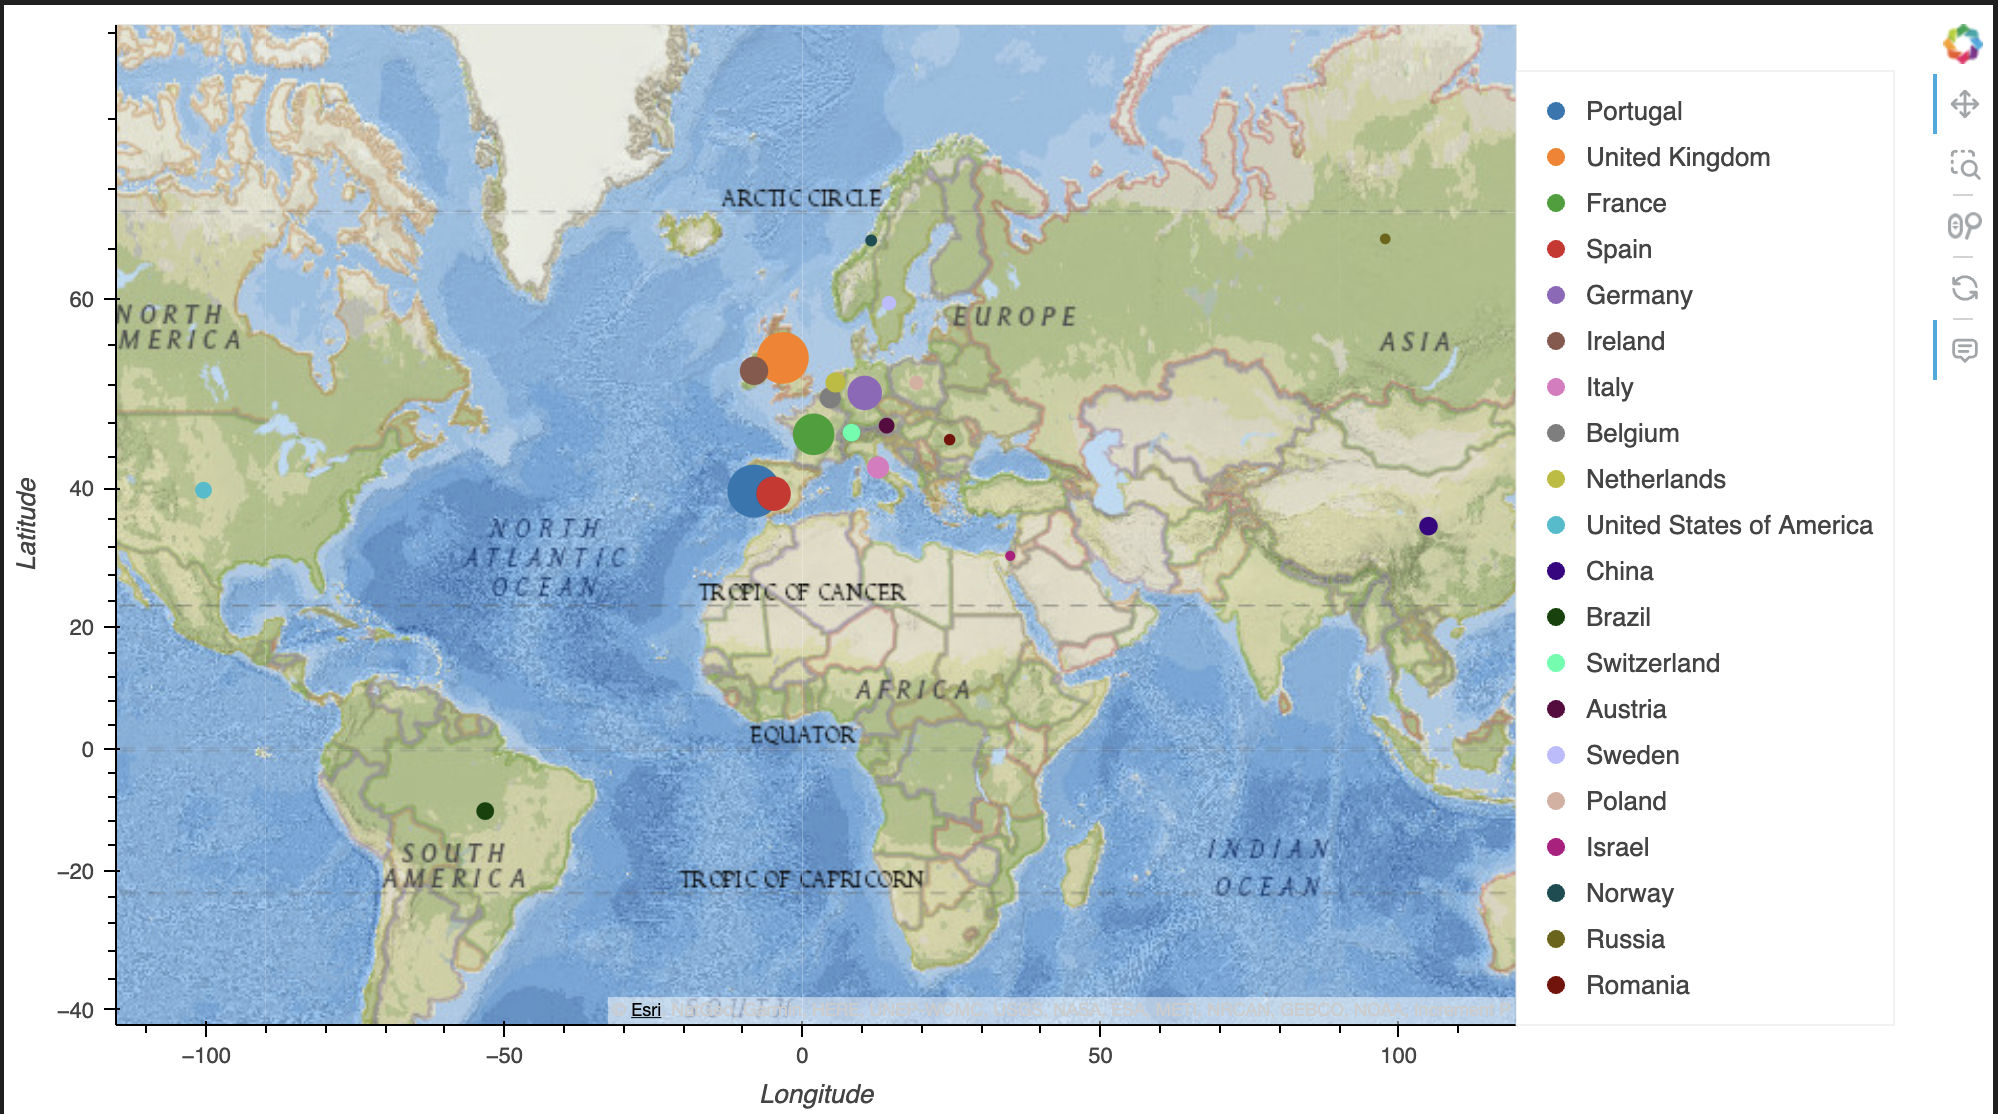 ARCTIC CIRCLE
NORTH
MERICA
EUROPE
ASIA
NORTH
ATLANTIC
OCEAN
TROPIC OF CANCER
AFRICA
EQUATOR
SOUTH
AMERICA
TROPIC OF CAPRICORN
INDIAN
OCEAN
SOUTH
Esri
60
40
20
0
−20
−40
Latitude
−100
−50
0
50
100
Longitude
Portugal
United Kingdom
France
Spain
Germany
Ireland
Italy
Belgium
Netherlands
United States of America
China
Brazil
Switzerland
Austria
Sweden
Poland
Israel
Norway
Russia
Romania